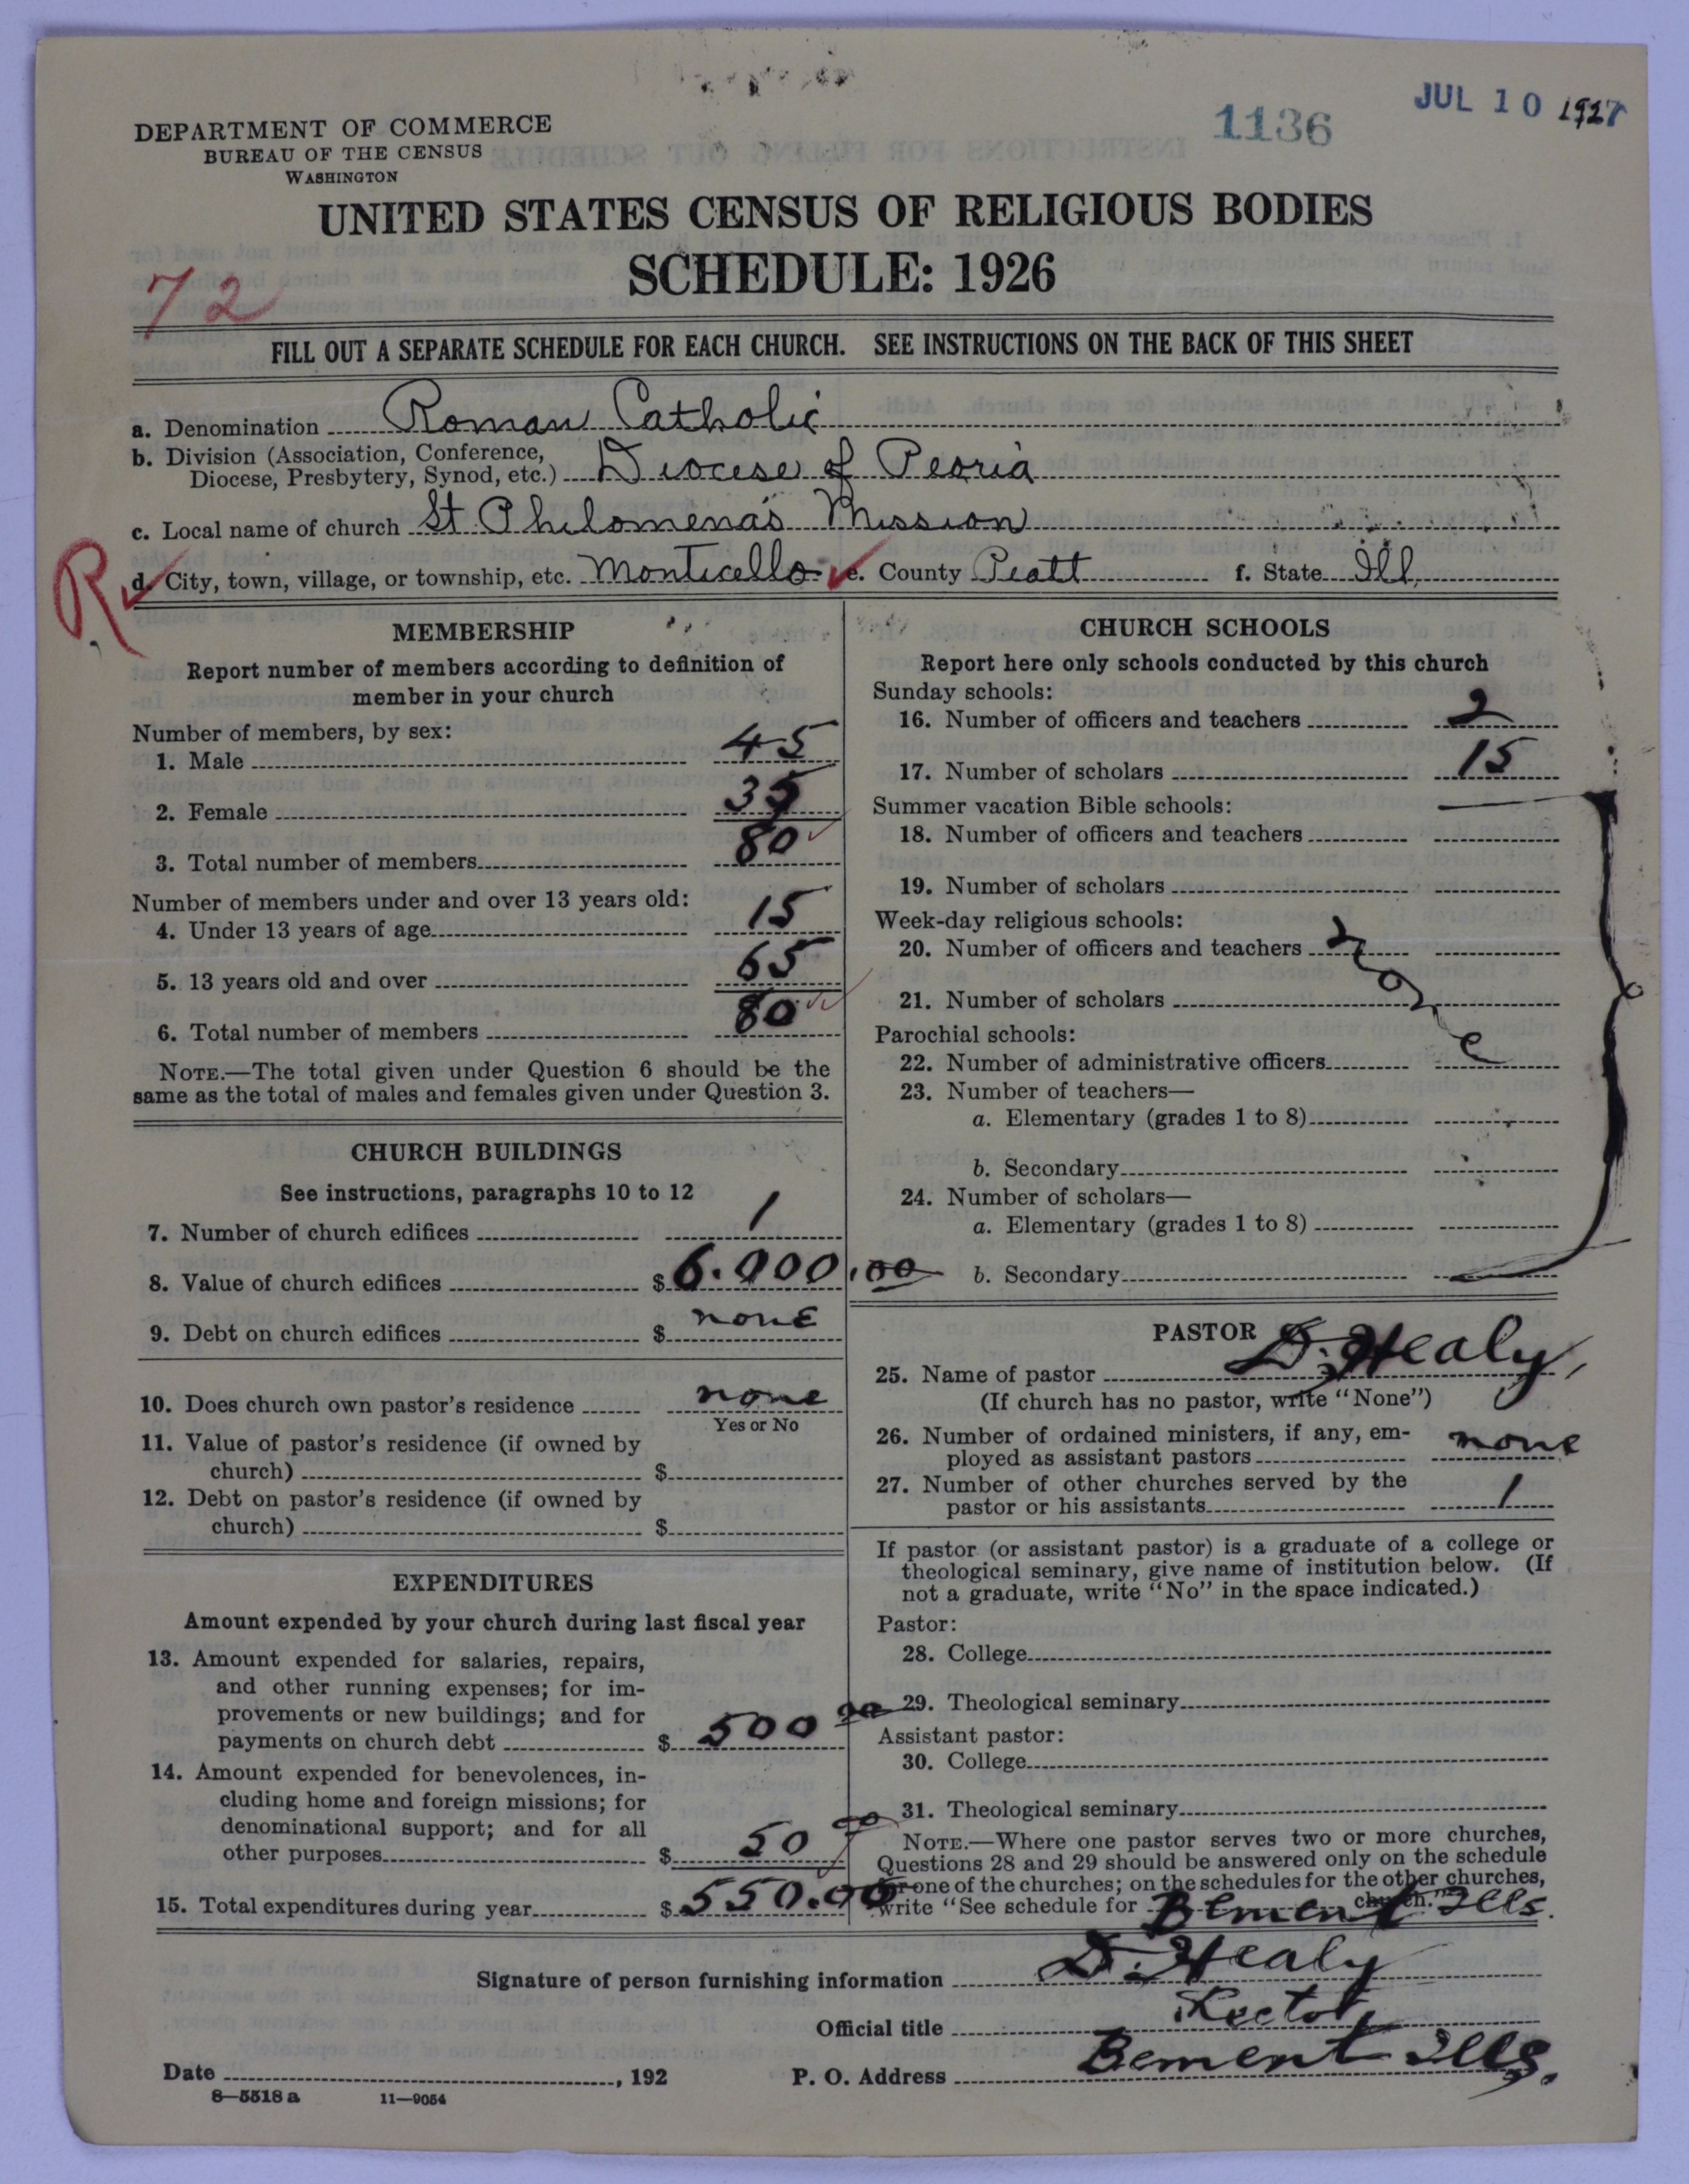 DEPARTMENT OF COMMERCE
BUREAU OF THE CENSUS
WASHINGTON
1136
JUL 10 1927
UNITED STATES CENSUS OF RELIGIOUS BODIES
SCHEDULE: 1926
72
FILL OUT A SEPARATE SCHEDULE FOR EACH CHURCH. SEE INSTRUCTIONS ON THE BACK OF THIS SHEET
a. Denomination Roman Catholic
b. Division (Association, Conference,
Diocese, Presbytery, Synod, etc.) Diocese of Peoria
c. Local name of church St Philomena's Mission
R d. City, town, village, or township, etc. Monticello e. County Piatt f. State Ill
MEMBERSHIP
Report number of members according to definition of
member in your church
Number of members, by sex:
1. Male 45
2. Female 35
3. Total number of members 80
Number of members under and over 13 years old:
4. Under 13 years of age 15
5. 13 years old and over 65
6. Total number of members 80
NOTE.—The total given under Question 6 should be the
same as the total of males and females given under Question 3.
CHURCH BUILDINGS
See instructions, paragraphs 10 to 12
7. Number of church edifices 1
8. Value of church edifices $6.000.00
9. Debt on church edifices $ none
10. Does church own pastor's residence none
Yes or No
11. Value of pastor's residence (if owned by
church) $
12. Debt on pastor's residence (if owned by
church) $
EXPENDITURES
Amount expended by your church during last fiscal year
13. Amount expended for salaries, repairs,
and other running expenses; for im-
provements or new buildings; and for
payments on church debt $ 500 00
14. Amount expended for benevolences, in-
cluding home and foreign missions; for
denominational support; and for all
other purposes $ 50 00
15. Total expenditures during year $ 550.00
CHURCH SCHOOLS
Report here only schools conducted by this church
Sunday schools:
16. Number of officers and teachers 2
17. Number of scholars 15
Summer vacation Bible schools:
18. Number of officers and teachers
19. Number of scholars
Week-day religious schools:
20. Number of officers and teachers none
21. Number of scholars
Parochial schools:
22. Number of administrative officers
23. Number of teachers—
a. Elementary (grades 1 to 8)
b. Secondary
24. Number of scholars—
a. Elementary (grades 1 to 8)
b. Secondary
PASTOR
25. Name of pastor D. Healy
(If church has no pastor, write "None")
26. Number of ordained ministers, if any, em-
ployed as assistant pastors none
27. Number of other churches served by the
pastor or his assistants 1
If pastor (or assistant pastor) is a graduate of a college or
theological seminary, give name of institution below. (If
not a graduate, write "No" in the space indicated.)
Pastor:
28. College
29. Theological seminary
Assistant pastor:
30. College
31. Theological seminary
NOTE.—Where one pastor serves two or more churches,
Questions 28 and 29 should be answered only on the schedule
for one of the churches; on the schedules for the other churches,
write "See schedule for Bement Ills. church."
Signature of person furnishing information D. Healy
Official title Rector
Date , 192 P. O. Address Bement Ills.
8—5518 a 11—9054